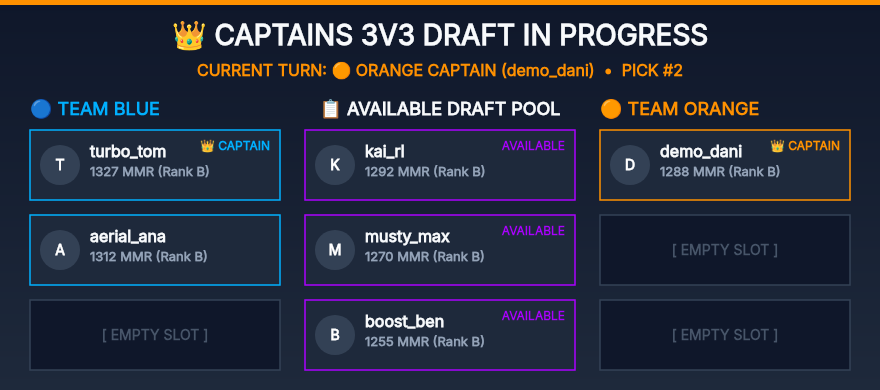 👑 CAPTAINS 3V3 DRAFT IN PROGRESS
CURRENT TURN: 🟠 ORANGE CAPTAIN (demo_dani) • PICK #2
🔵 TEAM BLUE
T
turbo_tom
👑 CAPTAIN
1327 MMR (Rank B)
A
aerial_ana
1312 MMR (Rank B)
[ EMPTY SLOT ]
📋 AVAILABLE DRAFT POOL
K
kai_rl
AVAILABLE
1292 MMR (Rank B)
M
musty_max
AVAILABLE
1270 MMR (Rank B)
B
boost_ben
AVAILABLE
1255 MMR (Rank B)
🟠 TEAM ORANGE
D
demo_dani
👑 CAPTAIN
1288 MMR (Rank B)
[ EMPTY SLOT ]
[ EMPTY SLOT ]